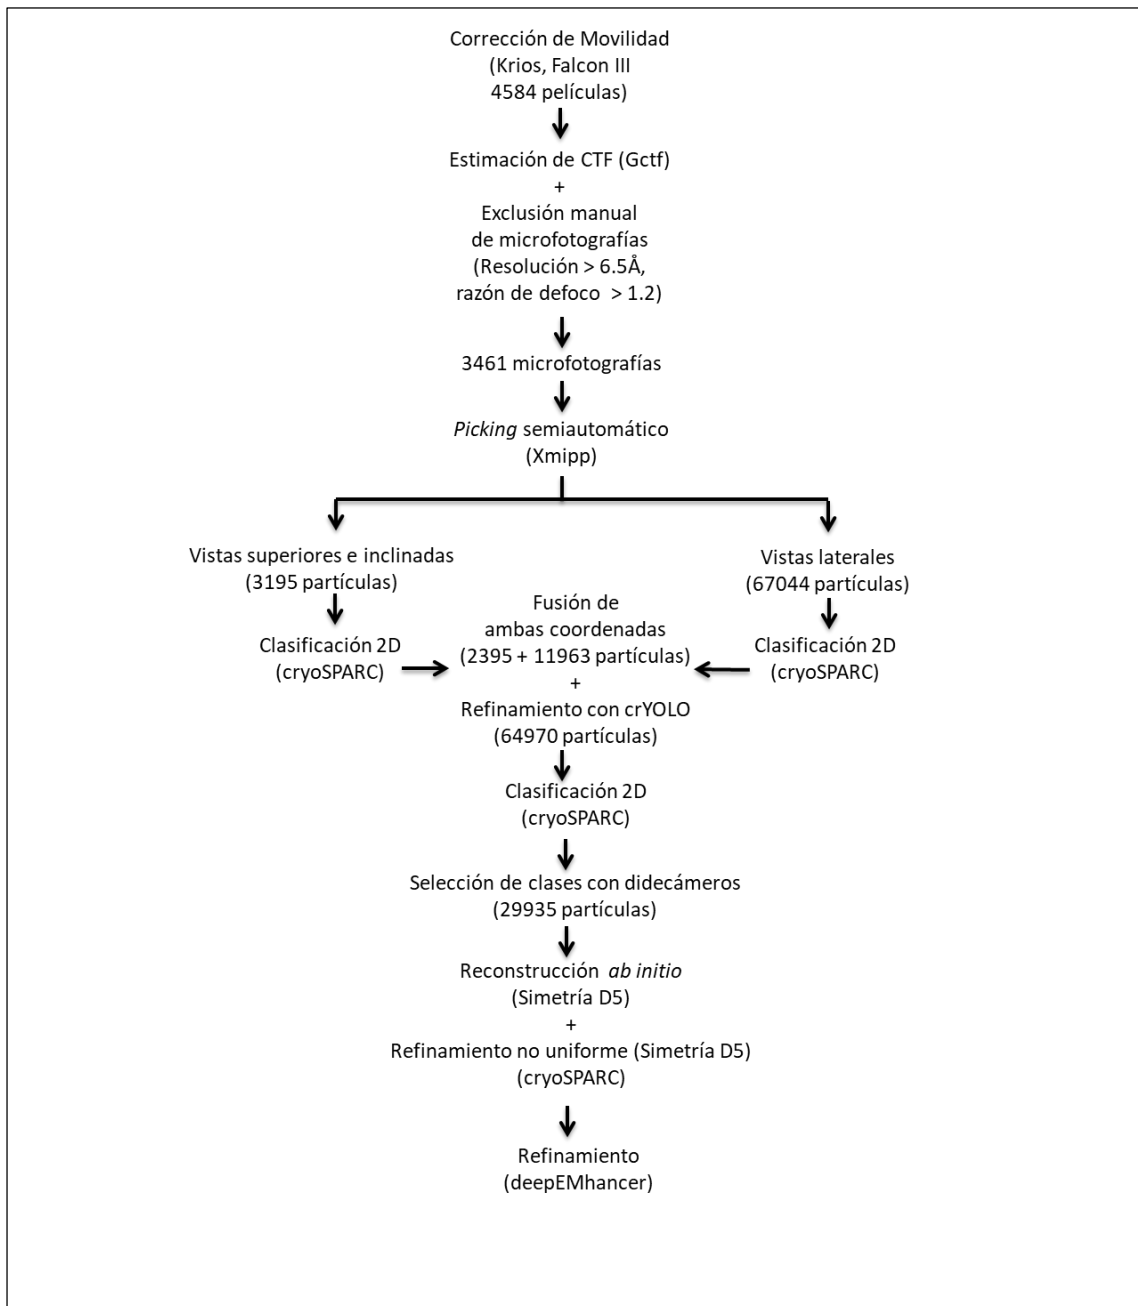 Corrección de Movilidad
(Krios, Falcon III
4584 películas)
Estimación de CTF (Gctf)
+
Exclusión manual
de microfotografías
(Resolución > 6.5Å,
razón de defoco  > 1.2)
3461 microfotografías
Picking semiautomático
(Xmipp)
Vistas superiores e inclinadas
(3195 partículas)
Clasificación 2D
(cryoSPARC)
Vistas laterales
(67044 partículas)
Clasificación 2D
(cryoSPARC)
Fusión de
ambas coordenadas
(2395 + 11963 partículas)
+
Refinamiento con crYOLO
(64970 partículas)
Clasificación 2D
(cryoSPARC)
Selección de clases con didecámeros
(29935 partículas)
Reconstrucción ab initio
(Simetría D5)
+
Refinamiento no uniforme (Simetría D5)
(cryoSPARC)
Refinamiento
(deepEMhancer)